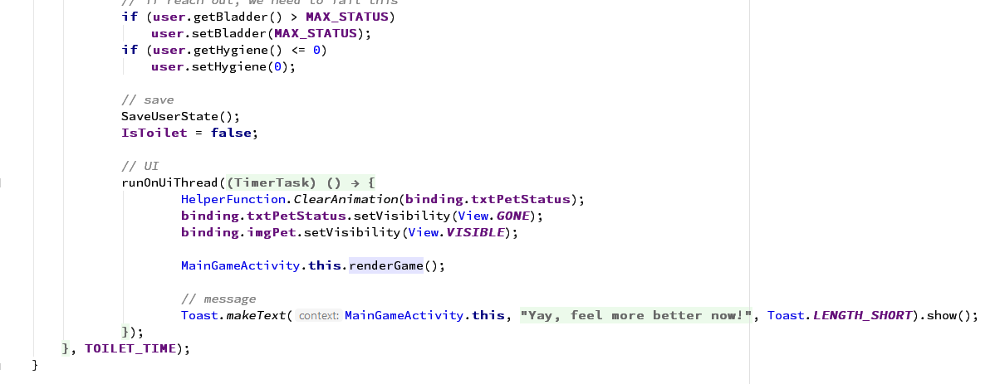 // if reach out, we need to fall this
if (user.getBladder() > MAX_STATUS)
user.setBladder(MAX_STATUS);
if (user.getHygiene() <= 0)
user.setHygiene(0);
// save
SaveUserState();
IsToilet = false;
// UI
runOnUiThread((TimerTask) () → {
HelperFunction.ClearAnimation(binding.txtPetStatus);
binding.txtPetStatus.setVisibility(View.GONE);
binding.imgPet.setVisibility(View.VISIBLE);
MainGameActivity.this.renderGame();
// message
Toast.makeText( context: MainGameActivity.this, "Yay, feel more better now!", Toast.LENGTH_SHORT).show();
});
}, TOILET_TIME);
}